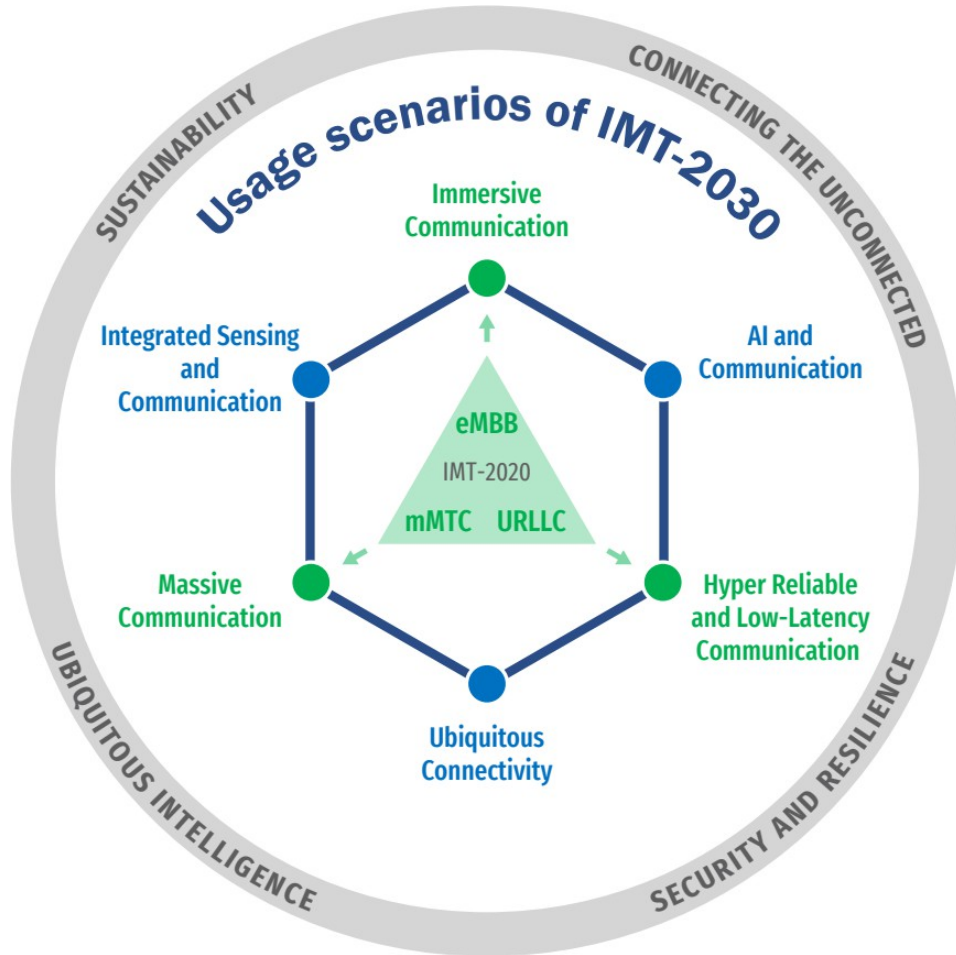 SUSTAINABILITY
CONNECTING THE UNCONNECTED
Usage scenarios of IMT-2030
Immersive
Communication
Integrated Sensing
and
Communication
AI and
Communication
eMBB
IMT-2020
mMTC URLLC
Massive
Communication
Hyper Reliable
and Low-Latency
Communication
Ubiquitous
Connectivity
UBIQUITOUS INTELLIGENCE
SECURITY AND RESILIENCE